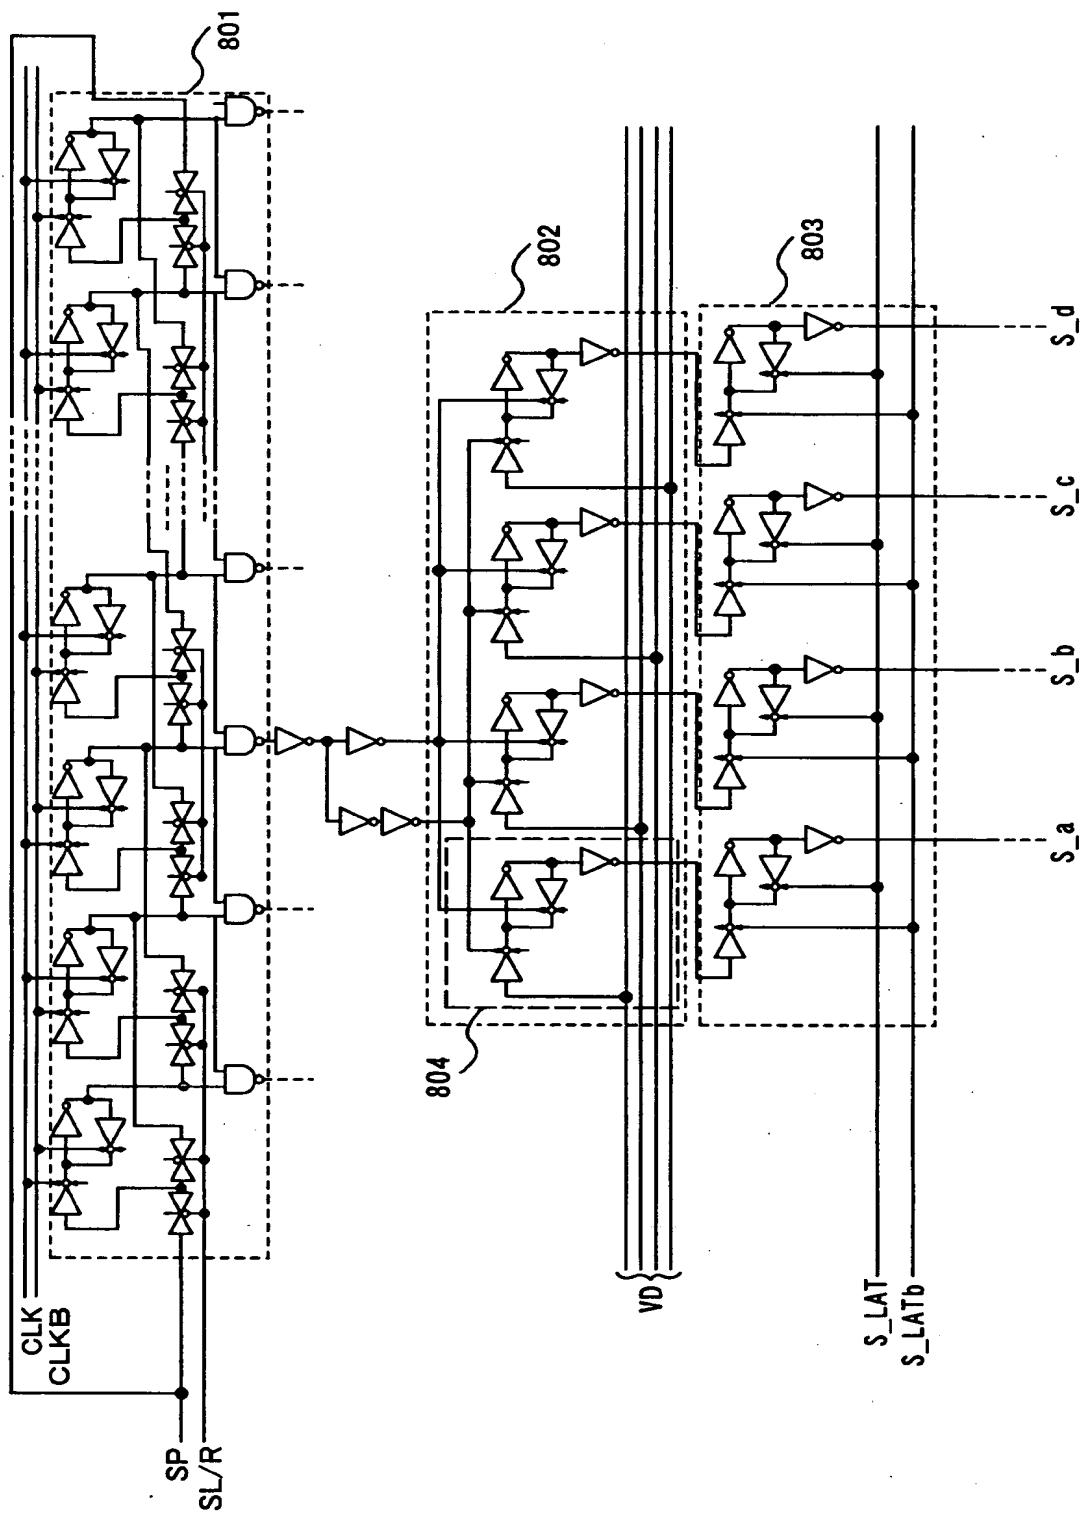 CLK
CLKB
SP
SL/R
801
802
803
804
VD
S_LAT
S_LATb
S_a
S_b
S_c
S_d